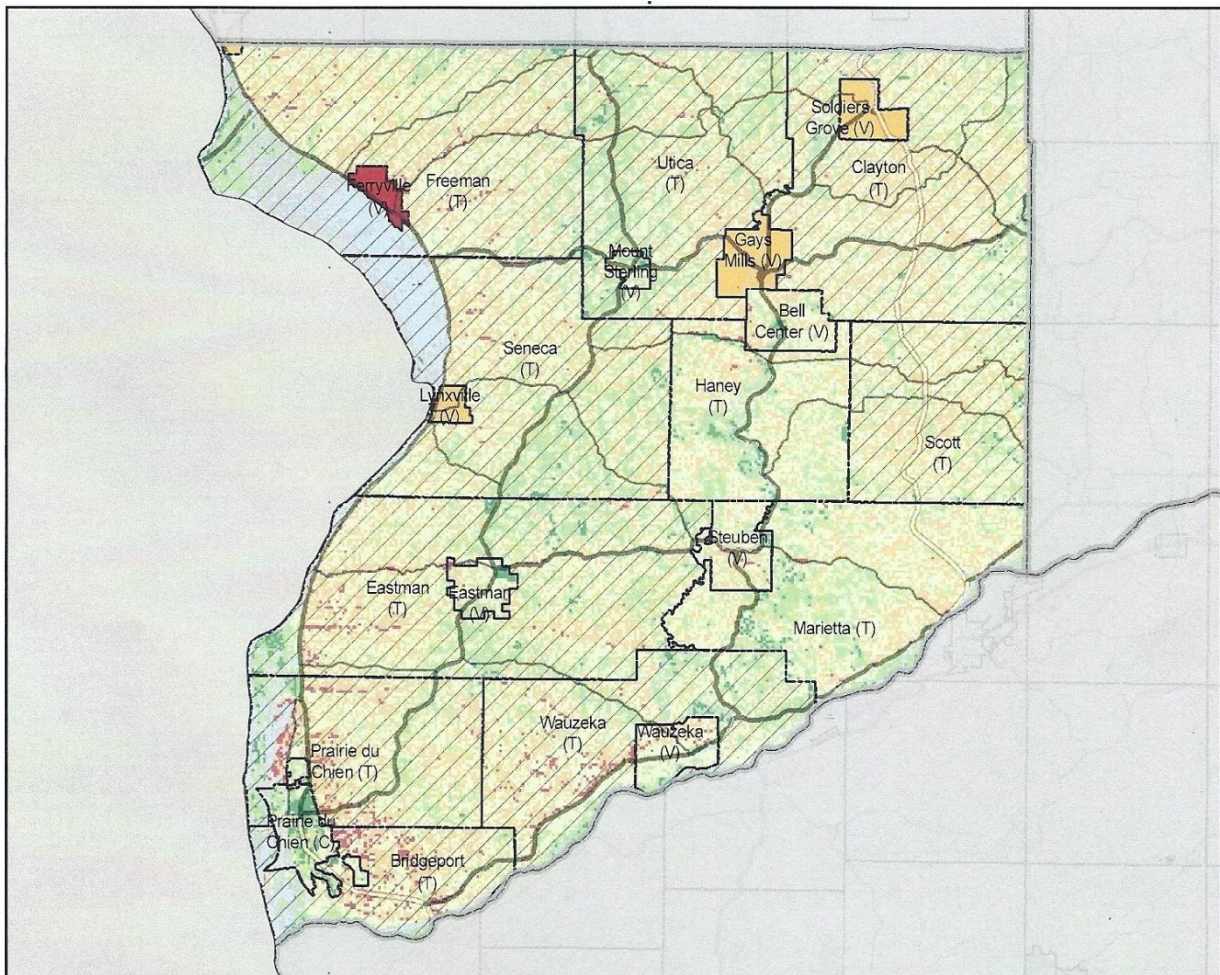 Soldiers
Grove (V)
Ferryville
(V)
Freeman
(T)
Utica
(T)
Clayton
(T)
Mount
Sterling
(V)
Gays
Mills (V)
Bell
Center (V)
Seneca
(T)
Haney
(T)
Lynxville
(V)
Scott
(T)
Steuben
(V)
Eastman
(T)
Eastman
(V)
Marietta (T)
Wauzeka
(T)
Wauzeka
(V)
Prairie du
Chien (T)
Prairie du
Chien (C)
Bridgeport
(T)